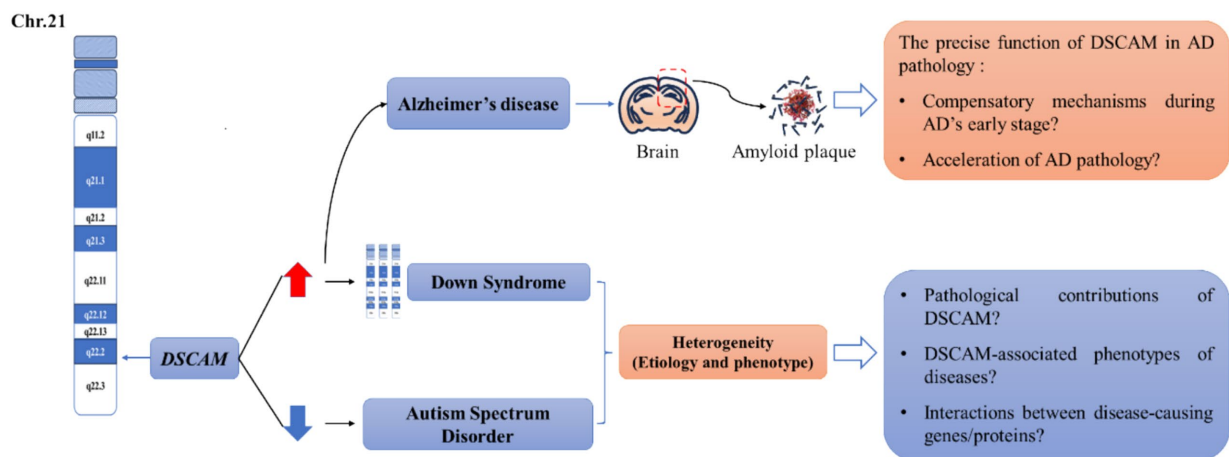 Chr.21
q11.2
q21.1
q21.2
q21.3
q22.11
q22.12
q22.13
q22.2
q22.3
DSCAM
Alzheimer's disease
Brain
Amyloid plaque
The precise function of DSCAM in AD
pathology :
• Compensatory mechanisms during
AD's early stage?
• Acceleration of AD pathology?
Down Syndrome
Autism Spectrum
Disorder
Heterogeneity
(Etiology and phenotype)
• Pathological contributions of
DSCAM?
• DSCAM-associated phenotypes of
diseases?
• Interactions between disease-causing
genes/proteins?